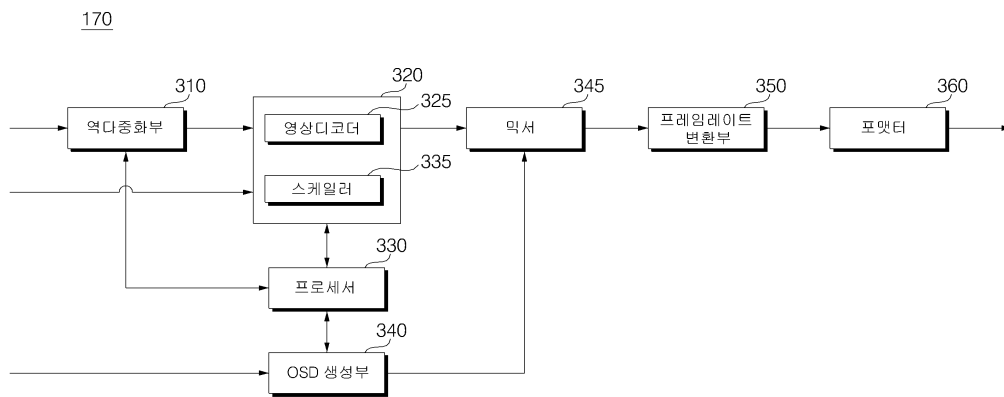 170
310
역다중화부
320
325
영상디코더
335
스케일러
345
믹서
350
프레임레이트
변환부
360
포맷터
330
프로세서
340
OSD 생성부